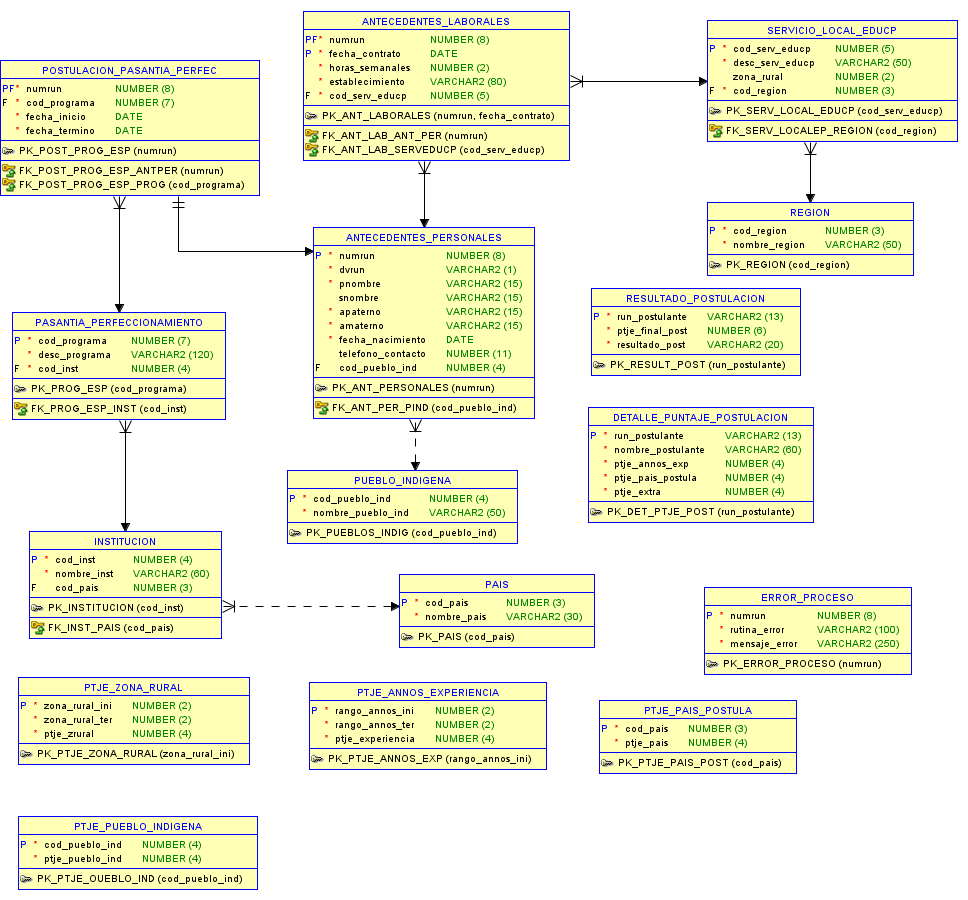 ANTECEDENTES_LABORALES
PF* numrun NUMBER (8)
P * fecha_contrato DATE
* horas_semanales NUMBER (2)
* establecimiento VARCHAR2 (80)
F * cod_serv_educp NUMBER (5)
PK_ANT_LABORALES (numrun, fecha_contrato)
FK_ANT_LAB_ANT_PER (numrun)
FK_ANT_LAB_SERVEDUCP (cod_serv_educp)
SERVICIO_LOCAL_EDUCP
P * cod_serv_educp NUMBER (5)
* desc_serv_educp VARCHAR2 (50)
zona_rural NUMBER (2)
F * cod_region NUMBER (3)
PK_SERV_LOCAL_EDUCP (cod_serv_educp)
FK_SERV_LOCALEP_REGION (cod_region)
POSTULACION_PASANTIA_PERFEC
PF* numrun NUMBER (8)
F * cod_programa NUMBER (7)
* fecha_inicio DATE
* fecha_termino DATE
PK_POST_PROG_ESP (numrun)
FK_POST_PROG_ESP_ANTPER (numrun)
FK_POST_PROG_ESP_PROG (cod_programa)
REGION
P * cod_region NUMBER (3)
* nombre_region VARCHAR2 (50)
PK_REGION (cod_region)
ANTECEDENTES_PERSONALES
P * numrun NUMBER (8)
* dvrun VARCHAR2 (1)
* pnombre VARCHAR2 (15)
snombre VARCHAR2 (15)
* apaterno VARCHAR2 (15)
* amaterno VARCHAR2 (15)
* fecha_nacimiento DATE
telefono_contacto NUMBER (11)
F cod_pueblo_ind NUMBER (4)
PK_ANT_PERSONALES (numrun)
FK_ANT_PER_PIND (cod_pueblo_ind)
RESULTADO_POSTULACION
P * run_postulante VARCHAR2 (13)
* ptje_final_post NUMBER (6)
* resultado_post VARCHAR2 (20)
PK_RESULT_POST (run_postulante)
PASANTIA_PERFECCIONAMIENTO
P * cod_programa NUMBER (7)
* desc_programa VARCHAR2 (120)
F * cod_inst NUMBER (4)
PK_PROG_ESP (cod_programa)
FK_PROG_ESP_INST (cod_inst)
DETALLE_PUNTAJE_POSTULACION
P * run_postulante VARCHAR2 (13)
* nombre_postulante VARCHAR2 (60)
* ptje_annos_exp NUMBER (4)
* ptje_pais_postula NUMBER (4)
* ptje_extra NUMBER (4)
PK_DET_PTJE_POST (run_postulante)
PUEBLO_INDIGENA
P * cod_pueblo_ind NUMBER (4)
* nombre_pueblo_ind VARCHAR2 (50)
PK_PUEBLOS_INDIG (cod_pueblo_ind)
INSTITUCION
P * cod_inst NUMBER (4)
* nombre_inst VARCHAR2 (60)
F cod_pais NUMBER (3)
PK_INSTITUCION (cod_inst)
FK_INST_PAIS (cod_pais)
PAIS
P * cod_pais NUMBER (3)
* nombre_pais VARCHAR2 (30)
PK_PAIS (cod_pais)
ERROR_PROCESO
P * numrun NUMBER (8)
* rutina_error VARCHAR2 (100)
* mensaje_error VARCHAR2 (250)
PK_ERROR_PROCESO (numrun)
PTJE_ZONA_RURAL
P * zona_rural_ini NUMBER (2)
* zona_rural_ter NUMBER (2)
* ptje_zrural NUMBER (4)
PK_PTJE_ZONA_RURAL (zona_rural_ini)
PTJE_ANNOS_EXPERIENCIA
P * rango_annos_ini NUMBER (2)
* rango_annos_ter NUMBER (2)
* ptje_experiencia NUMBER (4)
PK_PTJE_ANNOS_EXP (rango_annos_ini)
PTJE_PAIS_POSTULA
P * cod_pais NUMBER (3)
* ptje_pais NUMBER (4)
PK_PTJE_PAIS_POST (cod_pais)
PTJE_PUEBLO_INDIGENA
P * cod_pueblo_ind NUMBER (4)
* ptje_pueblo_ind NUMBER (4)
PK_PTJE_OUEBLO_IND (cod_pueblo_ind)